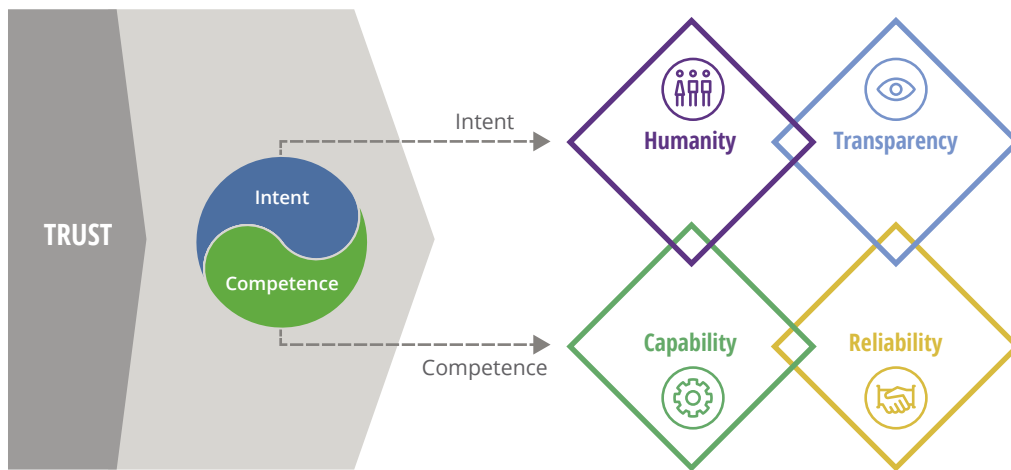 TRUST
Intent
Competence
Intent
Competence
Humanity
Transparency
Capability
Reliability